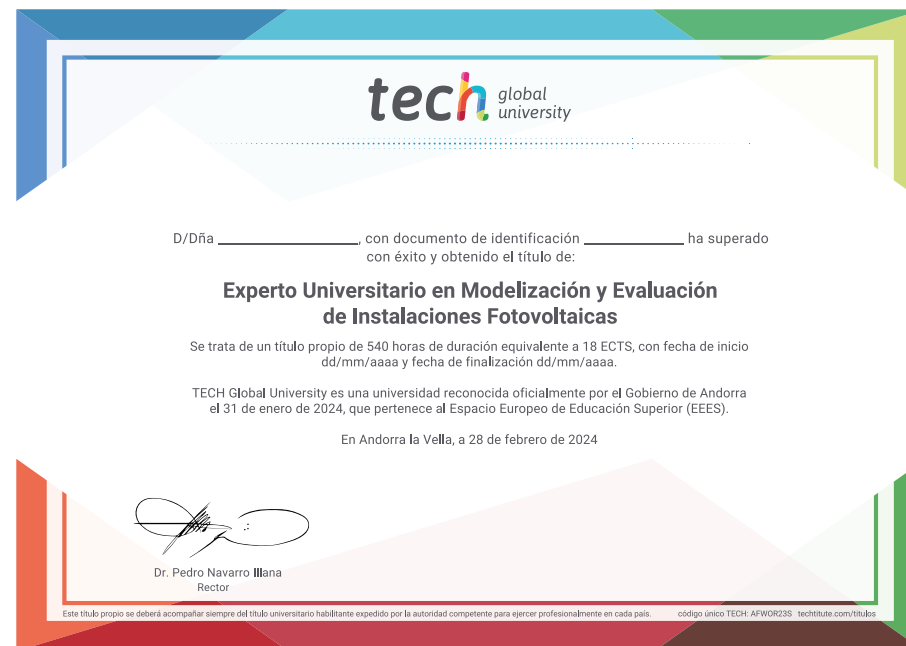 tech global university
D/Dña ____________________, con documento de identificación ______________ ha superado
con éxito y obtenido el título de:
Experto Universitario en Modelización y Evaluación
de Instalaciones Fotovoltaicas
Se trata de un título propio de 540 horas de duración equivalente a 18 ECTS, con fecha de inicio
dd/mm/aaaa y fecha de finalización dd/mm/aaaa.
TECH Global University es una universidad reconocida oficialmente por el Gobierno de Andorra
el 31 de enero de 2024, que pertenece al Espacio Europeo de Educación Superior (EEES).
En Andorra la Vella, a 28 de febrero de 2024
Dr. Pedro Navarro Illana
Rector
Este título propio se deberá acompañar siempre del título universitario habilitante expedido por la autoridad competente para ejercer profesionalmente en cada país. código único TECH: AFWOR23S techtitute.com/titulos